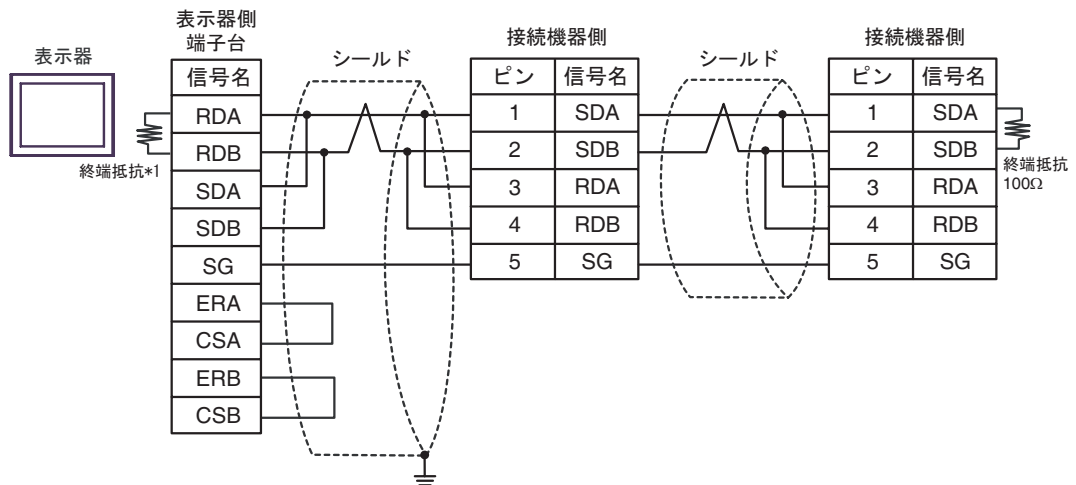 表示器
終端抵抗*1
表示器側
端子台
信号名
RDA
RDB
SDA
SDB
SG
ERA
CSA
ERB
CSB
シールド
接続機器側
ピン 信号名
1 SDA
2 SDB
3 RDA
4 RDB
5 SG
シールド
接続機器側
ピン 信号名
1 SDA
2 SDB
3 RDA
4 RDB
5 SG
終端抵抗
100Ω